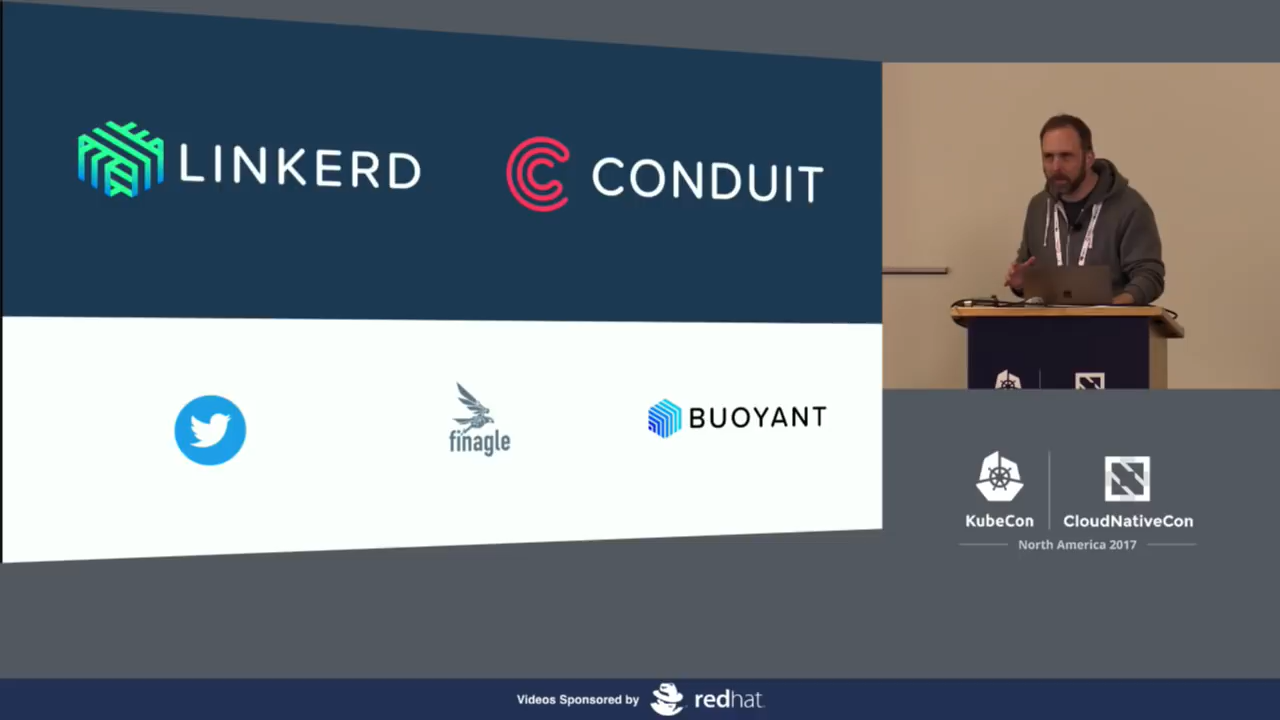 LINKERD
CONDUIT
finagle
BUOYANT
KubeCon
CloudNativeCon
North America 2017
Videos Sponsored by redhat.